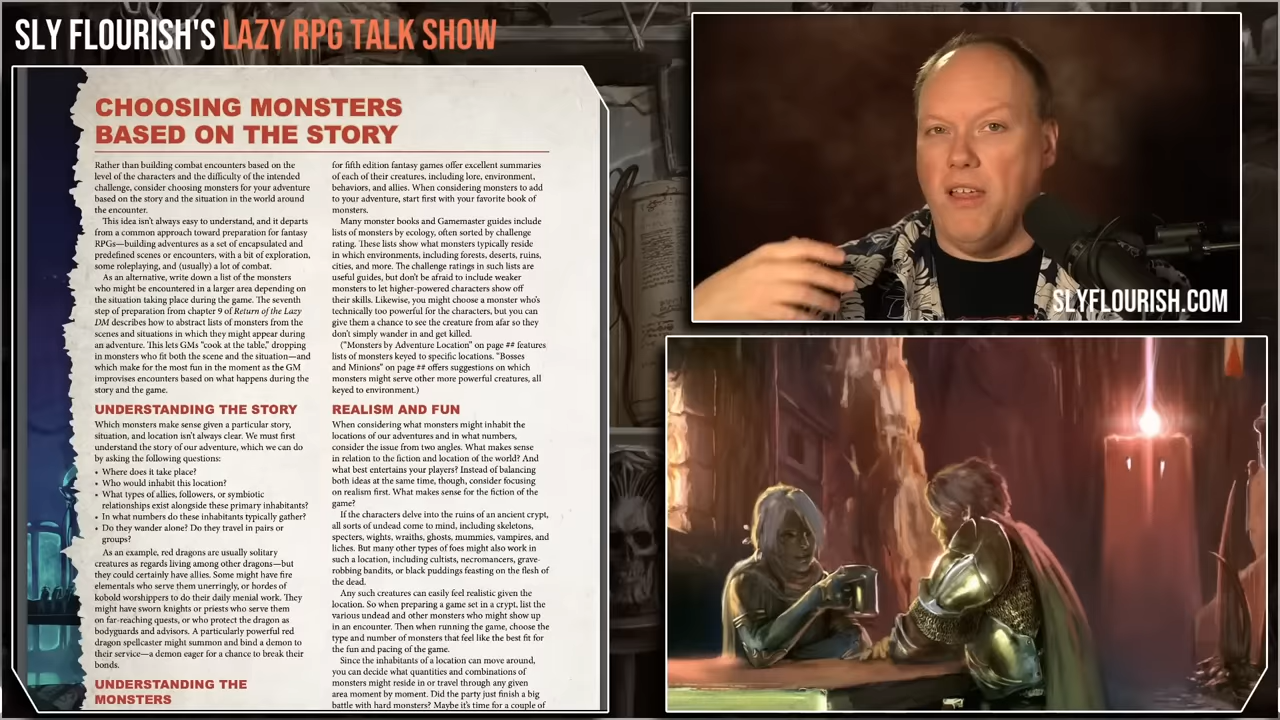 SLY FLOURISH'S LAZY RPG TALK SHOW
CHOOSING MONSTERS
BASED ON THE STORY
Rather than building combat encounters based on the
level of the characters and the difficulty of the intended
challenge, consider choosing monsters for your adventure
based on the story and the situation in the world around
the encounter.
This idea isn't always easy to understand, and it departs
from a common approach toward preparation for fantasy
RPGs—building adventures as a set of encapsulated and
predefined scenes or encounters, with a bit of exploration,
some roleplaying, and (usually) a lot of combat.
As an alternative, write down a list of the monsters
who might be encountered in a larger area depending on
the situation taking place during the game. The seventh
step of preparation from chapter 9 of Return of the Lazy
DM describes how to abstract lists of monsters from the
scenes and situations in which they might appear during
an adventure. This lets GMs "cook at the table," dropping
in monsters who fit both the scene and the situation—and
which make for the most fun in the moment as the GM
improvises encounters based on what happens during the
story and the game.
UNDERSTANDING THE STORY
Which monsters make sense given a particular story,
situation, and location isn't always clear. We must first
understand the story of our adventure, which we can do
by asking the following questions:
• Where does it take place?
• Who would inhabit this location?
• What types of allies, followers, or symbiotic
relationships exist alongside these primary inhabitants?
• In what numbers do these inhabitants typically gather?
• Do they wander alone? Do they travel in pairs or
groups?
As an example, red dragons are usually solitary
creatures as regards living among other dragons—but
they could certainly have allies. Some might have fire
elementals who serve them unerringly, or hordes of
kobold worshippers to do their daily menial work. They
might have sworn knights or priests who serve them
on far-reaching quests, or who protect the dragon as
bodyguards and advisors. A particularly powerful red
dragon spellcaster might summon and bind a demon to
their service—a demon eager for a chance to break their
bonds.
UNDERSTANDING THE
MONSTERS
for fifth edition fantasy games offer excellent summaries
of each of their creatures, including lore, environment,
behaviors, and allies. When considering monsters to add
to your adventure, start first with your favorite book of
monsters.
Many monster books and Gamemaster guides include
lists of monsters by ecology, often sorted by challenge
rating. These lists show what monsters typically reside
in which environments, including forests, deserts, ruins,
cities, and more. The challenge ratings in such lists are
useful guides, but don't be afraid to include weaker
monsters to let higher-powered characters show off
their skills. Likewise, you might choose a monster who's
technically too powerful for the characters, but you can
give them a chance to see the creature from afar so they
don't simply wander in and get killed.
("Monsters by Adventure Location" on page ## features
lists of monsters keyed to specific locations. "Bosses
and Minions" on page ## offers suggestions on which
monsters might serve other more powerful creatures, all
keyed to environment.)
REALISM AND FUN
When considering what monsters might inhabit the
locations of our adventures and in what numbers,
consider the issue from two angles. What makes sense
in relation to the fiction and location of the world? And
what best entertains your players? Instead of balancing
both ideas at the same time, though, consider focusing
on realism first. What makes sense for the fiction of the
game?
If the characters delve into the ruins of an ancient crypt,
all sorts of undead come to mind, including skeletons,
specters, wights, wraiths, ghosts, mummies, vampires, and
liches. But many other types of foes might also work in
such a location, including cultists, necromancers, grave-
robbing bandits, or black puddings feasting on the flesh of
the dead.
Any such creatures can easily feel realistic given the
location. So when preparing a game set in a crypt, list the
various undead and other monsters who might show up
in an encounter. Then when running the game, choose the
type and number of monsters that feel like the best fit for
the fun and pacing of the game.
Since the inhabitants of a location can move around,
you can decide what quantities and combinations of
monsters might reside in or travel through any given
area moment by moment. Did the party just finish a big
battle with hard monsters? Maybe it's time for a couple of
SLYFLOURISH.COM